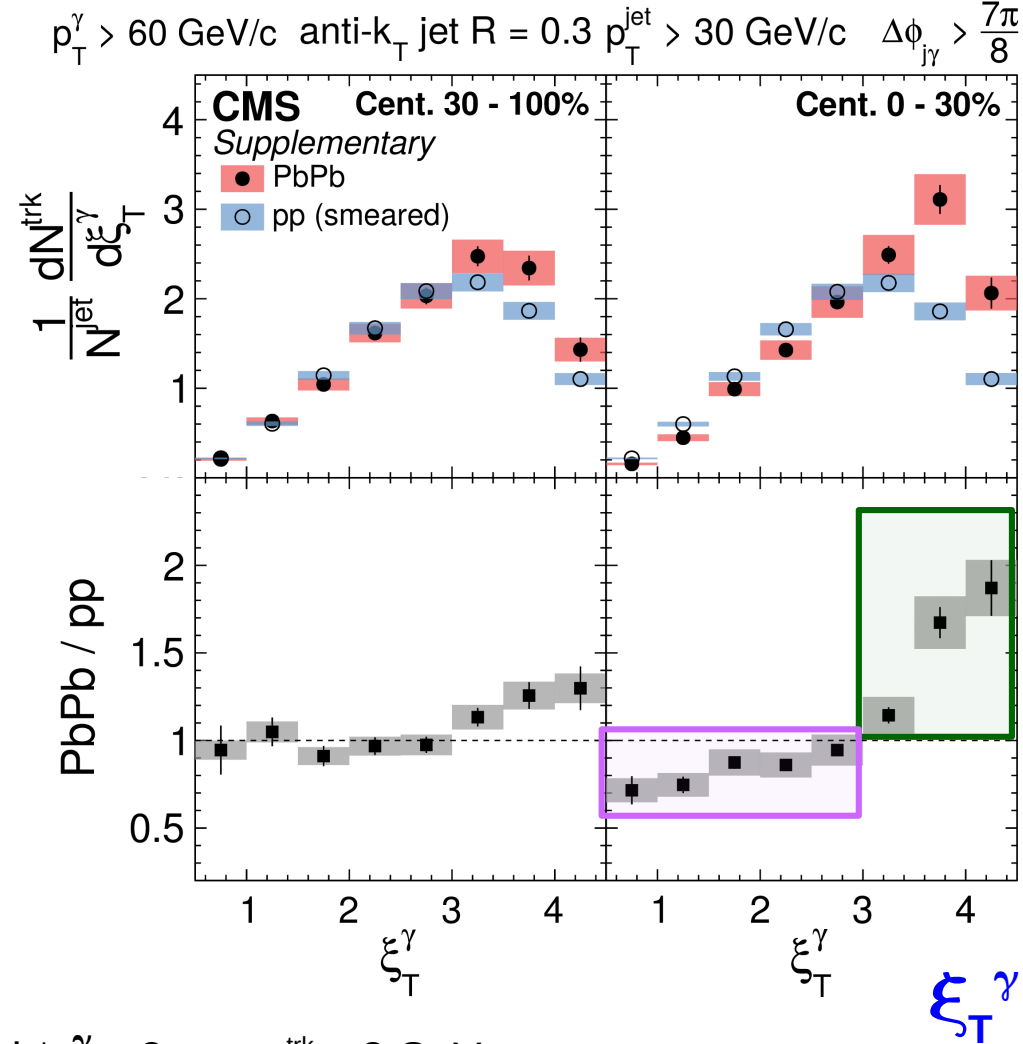 p_T^γ > 60 GeV/c anti-k_T jet R = 0.3 p_T^jet > 30 GeV/c Δϕ_jγ > 7π/8
CMS Cent. 30 - 100%
Supplementary
PbPb
pp (smeared)
Cent. 0 - 30%
1/N^jet dN^trk/dξ_T^γ
4
3
2
1
PbPb / pp
2
1.5
1
0.5
1 2 3 4
1 2 3 4
ξ_T^γ
ξ_T^γ
ξ_T^γ